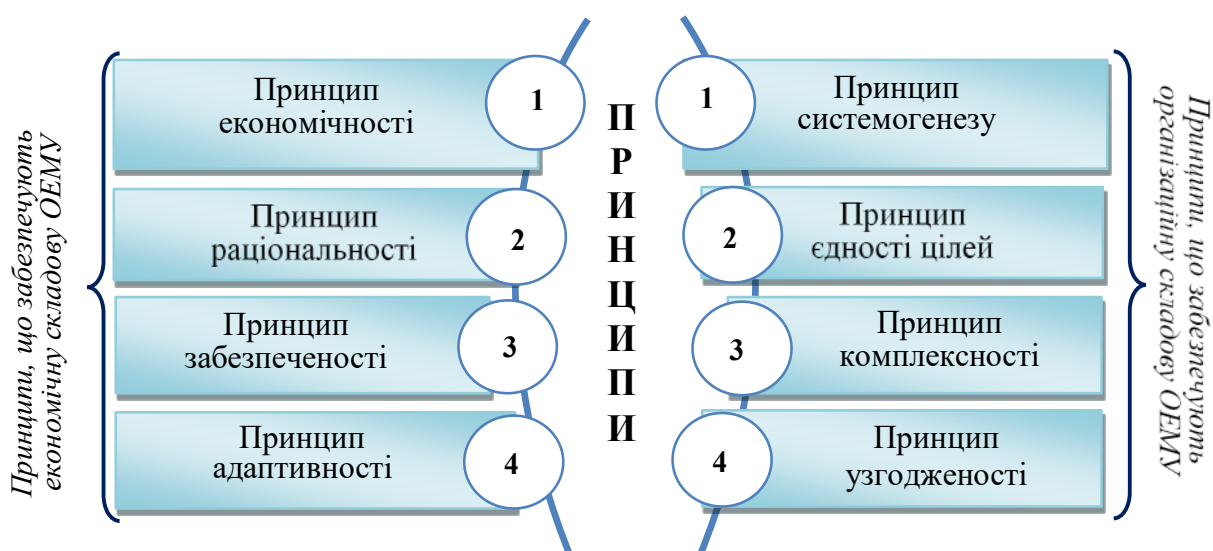 Принципи, що забезпечують
економічну складову ОЕМУ
Принцип
економічності
1
Принцип
раціональності
2
Принцип
забезпеченості
3
Принцип
адаптивності
4
П
Р
И
Н
Ц
И
П
И
1
Принцип
системогенезу
2
Принцип
єдності цілей
3
Принцип
комплексності
4
Принцип
узгодженості
Принципи, що забезпечують
організаційну складову ОЕМУ